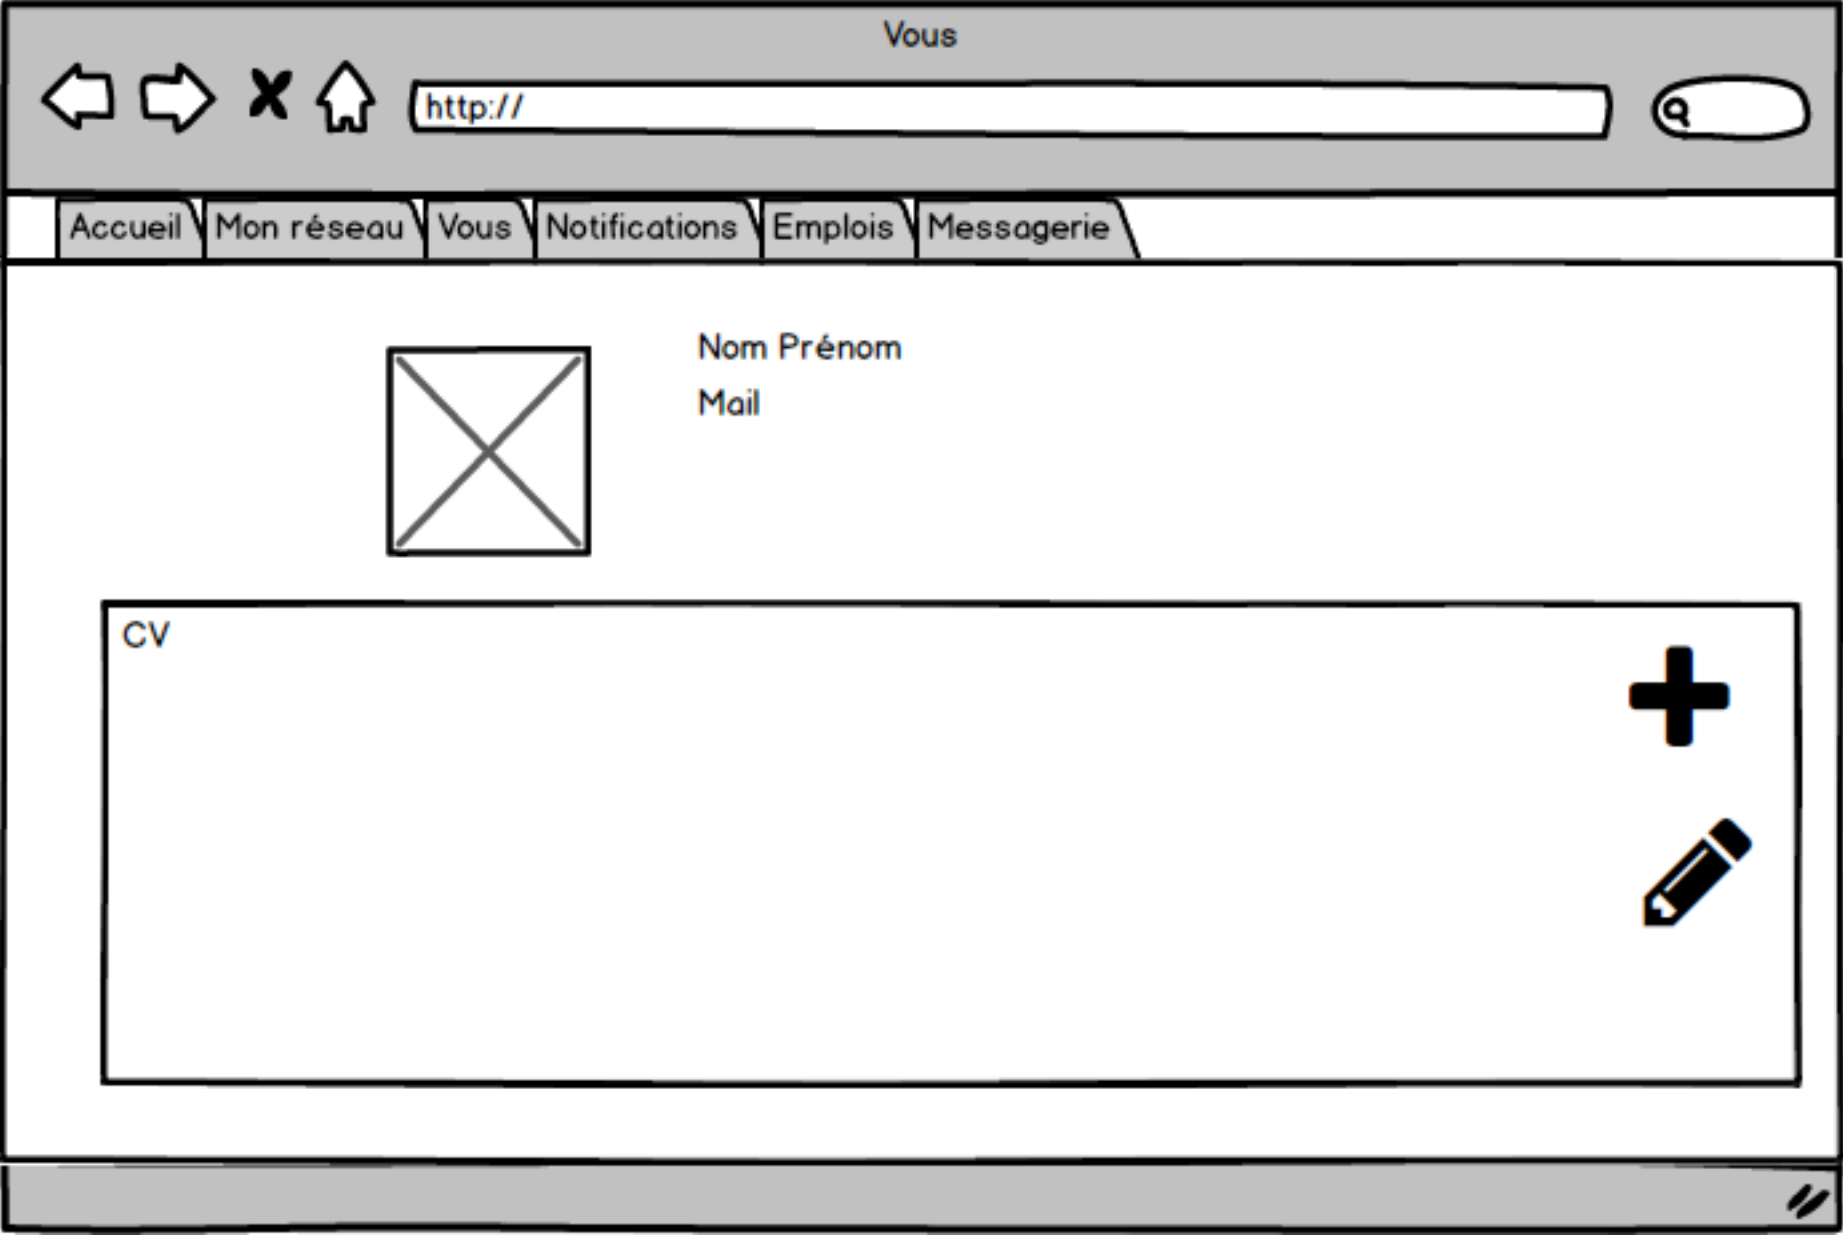 Vous
http://
Accueil Mon réseau Vous Notifications Emplois Messagerie
Nom Prénom
Mail
CV